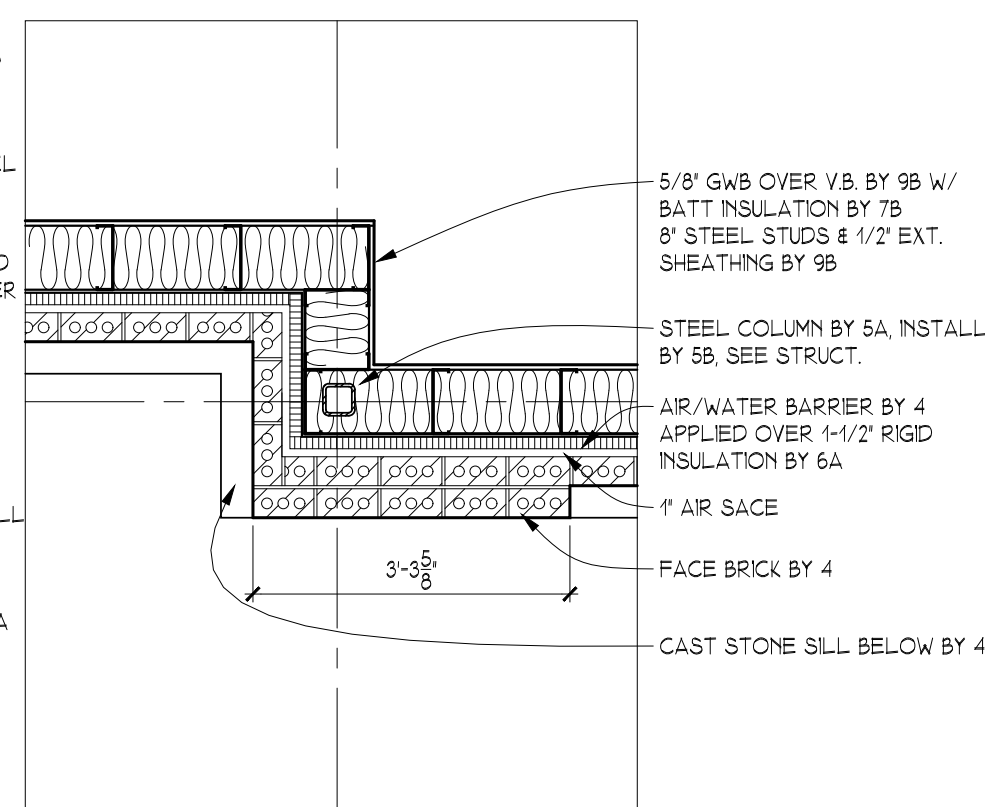 5/8" GWB OVER V.B. BY 9B W/
BATT INSULATION BY 7B
8" STEEL STUDS & 1/2" EXT.
SHEATHING BY 9B
STEEL COLUMN BY 5A, INSTALL
BY 5B, SEE STRUCT.
AIR/WATER BARRIER BY 4
APPLIED OVER 1-1/2" RIGID
INSULATION BY 6A
1" AIR SACE
FACE BRICK BY 4
3'-3 5/8"
CAST STONE SILL BELOW BY 4